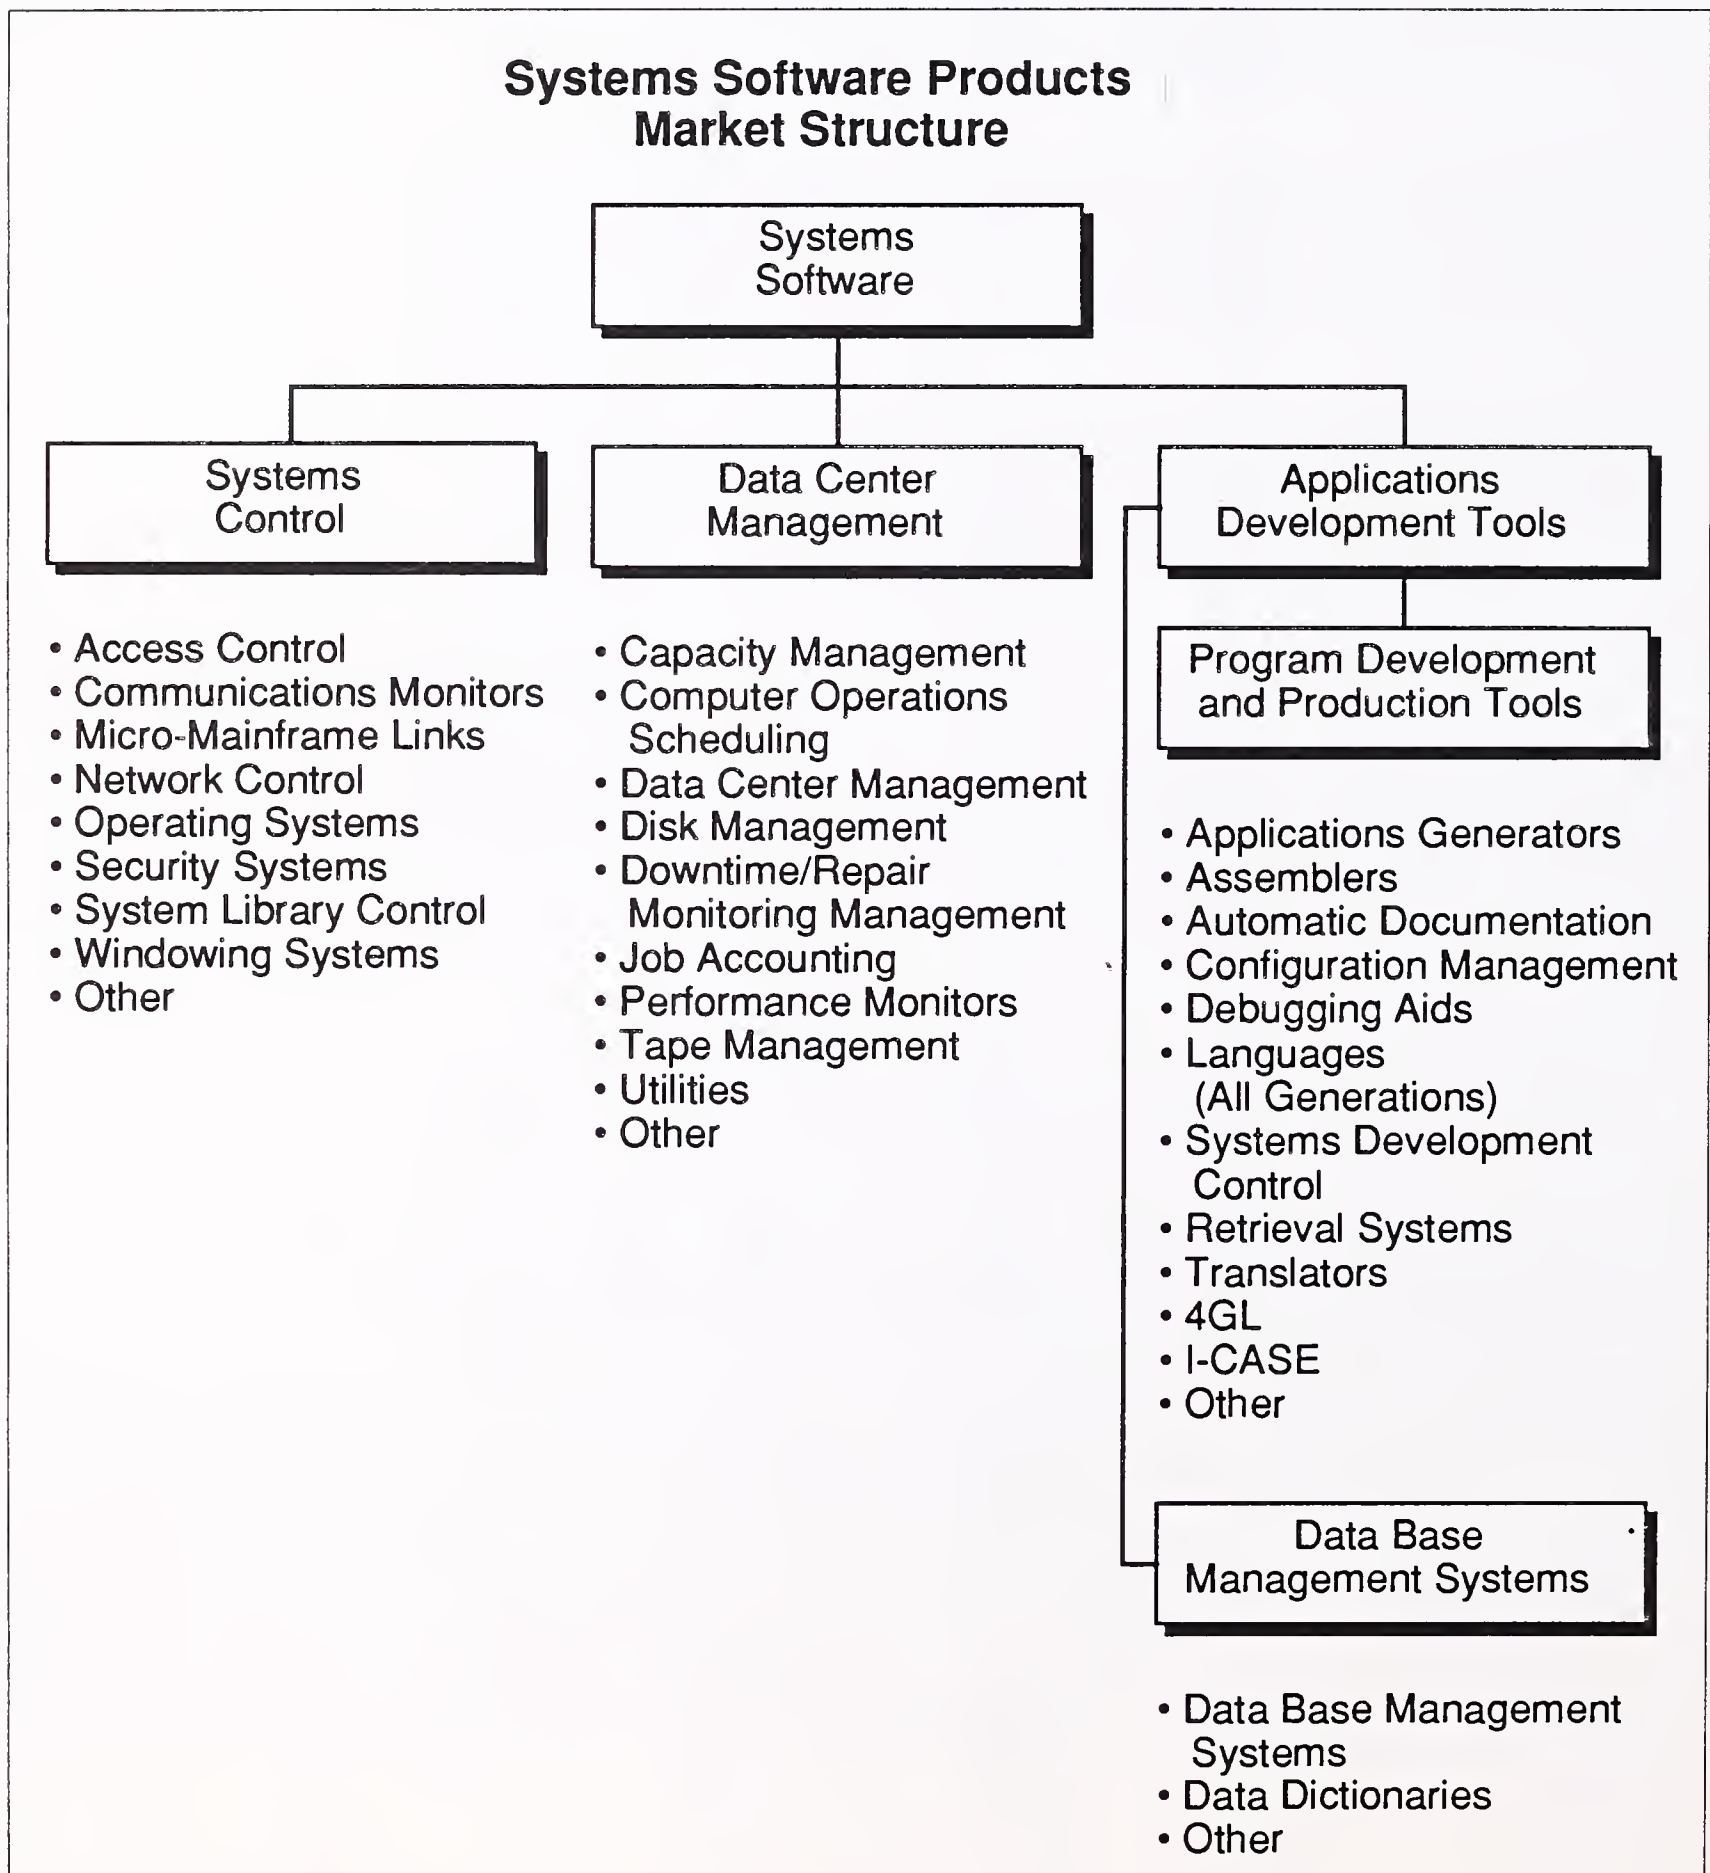 Systems Software Products
Market Structure
Systems
Software
Systems
Control
• Access Control
• Communications Monitors
• Micro-Mainframe Links
• Network Control
• Operating Systems
• Security Systems
• System Library Control
• Windowing Systems
• Other
Data Center
Management
• Capacity Management
• Computer Operations
Scheduling
• Data Center Management
• Disk Management
• Downtime/Repair
Monitoring Management
• Job Accounting
• Performance Monitors
• Tape Management
• Utilities
• Other
Applications
Development Tools
Program Development
and Production Tools
• Applications Generators
• Assemblers
• Automatic Documentation
• Configuration Management
• Debugging Aids
• Languages
(All Generations)
• Systems Development
Control
• Retrieval Systems
• Translators
• 4GL
• I-CASE
• Other
Data Base
Management Systems
• Data Base Management
Systems
• Data Dictionaries
• Other